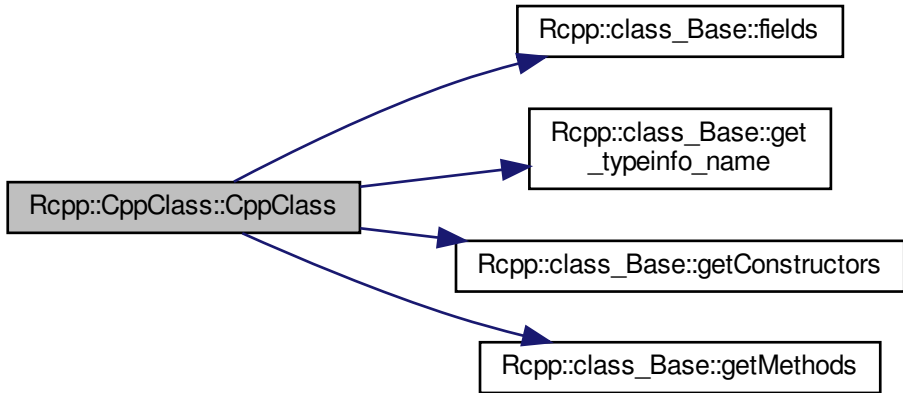 Rcpp::class_Base::fields
Rcpp::class_Base::get
_typeinfo_name
Rcpp::CppClass::CppClass
Rcpp::class_Base::getConstructors
Rcpp::class_Base::getMethods